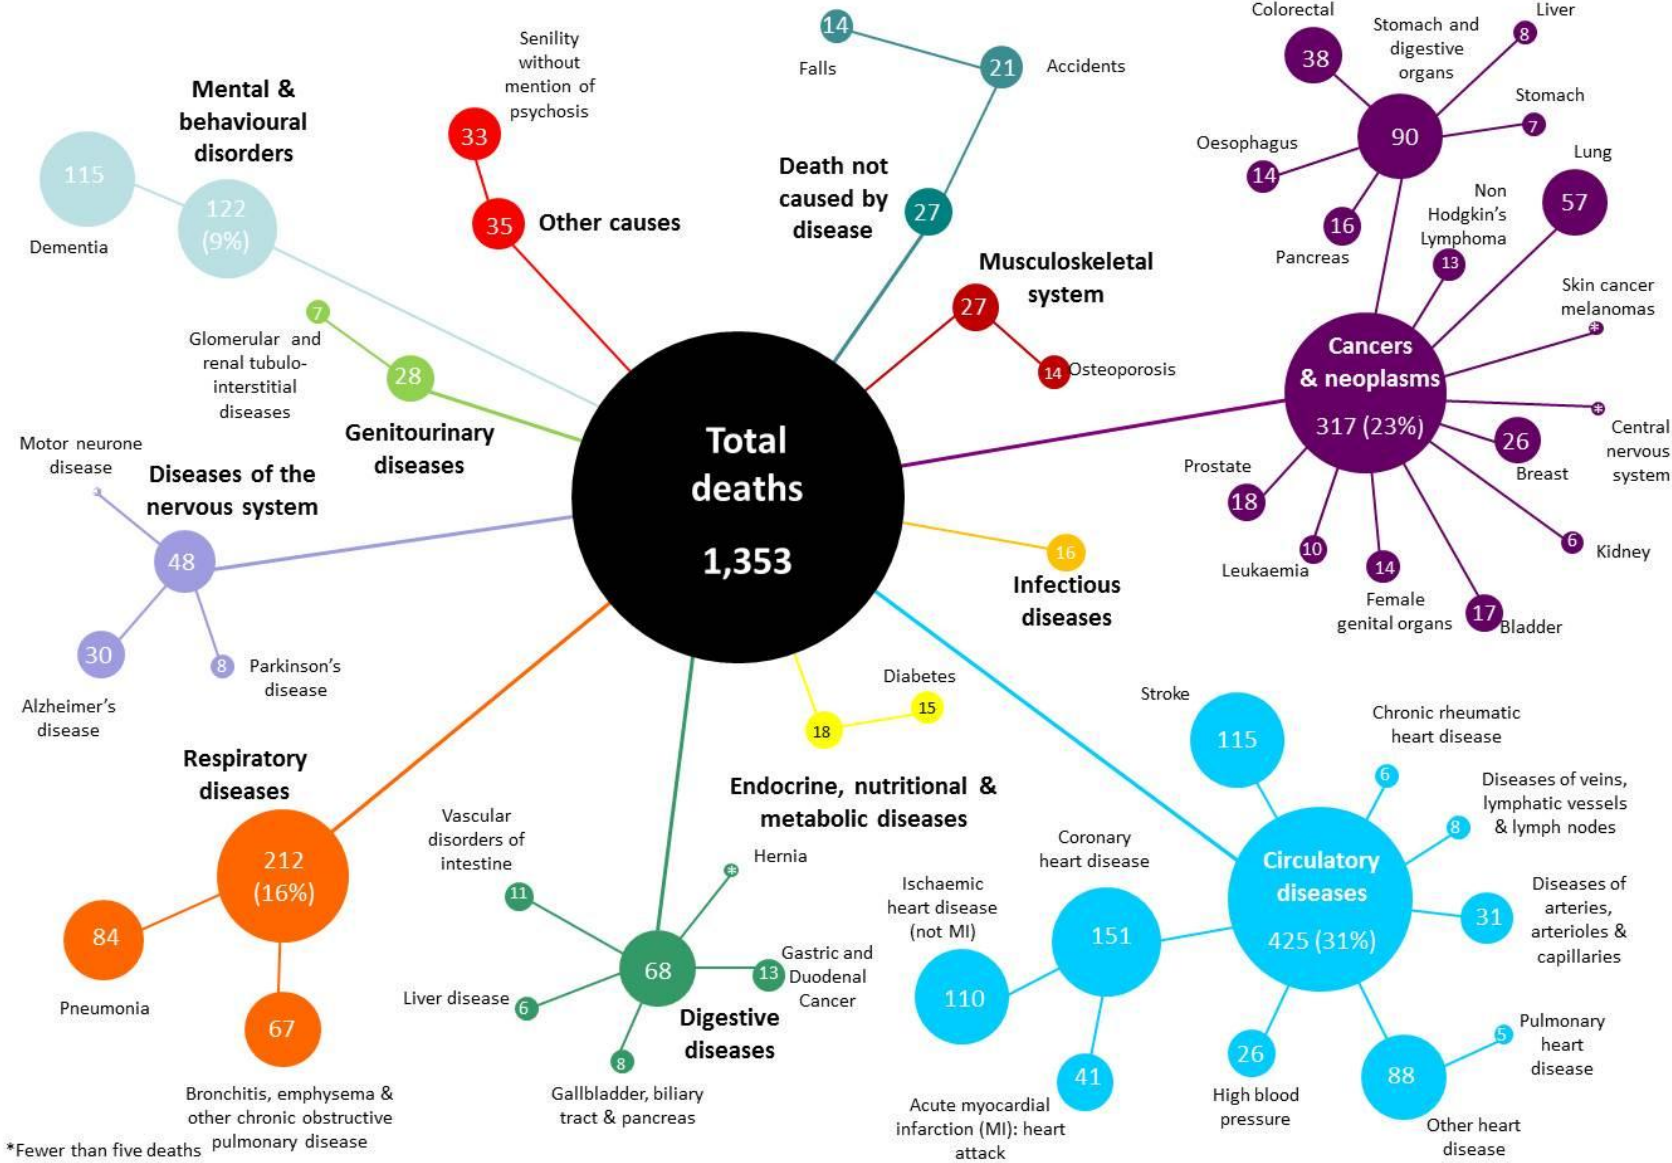 Mental &
behavioural
disorders
115
122
(9%)
Dementia
Senility
without
mention of
psychosis
33
35
Other causes
14
Falls
21
Accidents
Death not
caused by
disease
27
Musculoskeletal
system
27
14
Osteoporosis
Colorectal
38
Stomach and
digestive
organs
Liver
8
90
Stomach
7
Oesophagus
14
16
Pancreas
Non
Hodgkin's
Lymphoma
13
Lung
57
Skin cancer
melanomas
*
Cancers
& neoplasms
317 (23%)
*
Central
nervous
system
26
Breast
Prostate
18
Leukaemia
10
14
Female
genital organs
17
Bladder
6
Kidney
7
Glomerular and
renal tubulo-
interstitial
diseases
28
Genitourinary
diseases
Total
deaths
1,353
Motor neurone
disease
Diseases of the
nervous system
48
30
Alzheimer's
disease
8
Parkinson's
disease
16
Infectious
diseases
Diabetes
15
18
Endocrine, nutritional &
metabolic diseases
Respiratory
diseases
212
(16%)
84
Pneumonia
67
Bronchitis, emphysema &
other chronic obstructive
pulmonary disease
Vascular
disorders of
intestine
11
Hernia
*
68
13
Gastric and
Duodenal
Cancer
Liver disease
6
Digestive
diseases
8
Gallbladder, biliary
tract & pancreas
Stroke
115
Chronic rheumatic
heart disease
6
Diseases of veins,
lymphatic vessels
& lymph nodes
8
Circulatory
diseases
425 (31%)
31
Diseases of
arteries,
arterioles &
capillaries
Coronary
heart disease
151
Ischaemic
heart disease
(not MI)
110
41
Acute myocardial
infarction (MI): heart
attack
26
High blood
pressure
88
Other heart
disease
5
Pulmonary
heart
disease
*Fewer than five deaths